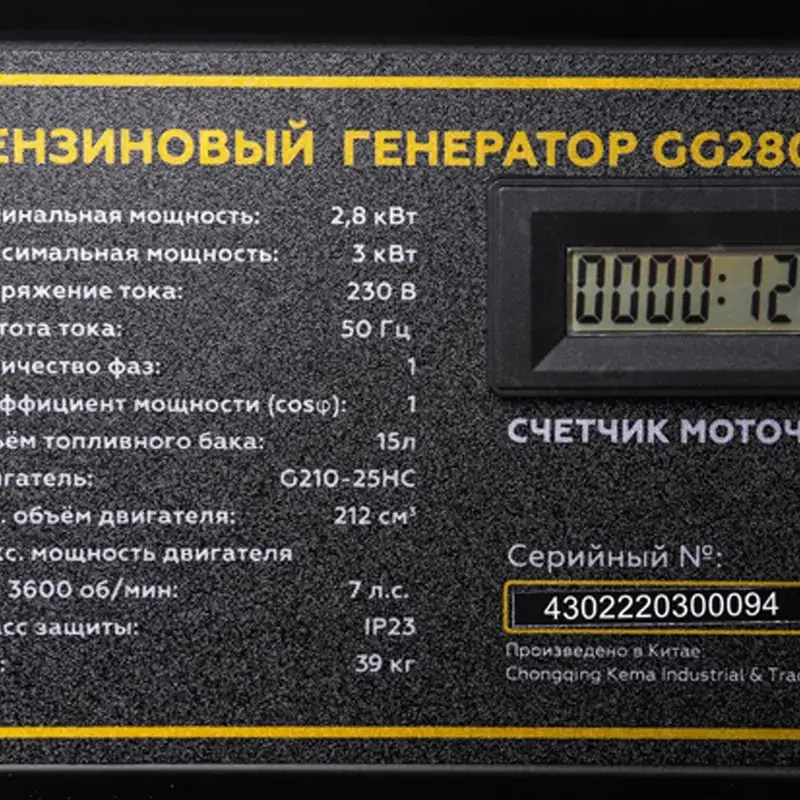 ЕНЗИНОВЫЙ ГЕНЕРАТОР GG280
инальная мощность: 2,8 кВт
симальная мощность: 3 кВт
ряжение тока: 230 В
тота тока: 50 Гц
ичество фаз: 1
эффициент мощности (cosφ): 1
ъём топливного бака: 15л
гатель: G210-25HC
. объём двигателя: 212 см³
кс. мощность двигателя
3600 об/мин: 7 л.с.
асс защиты: IP23
: 39 кг
0000:12
СЧЕТЧИК МОТОЧ
Серийный №:
4302220300094
Произведено в Китае
Chongqing Kema Industrial & Trad